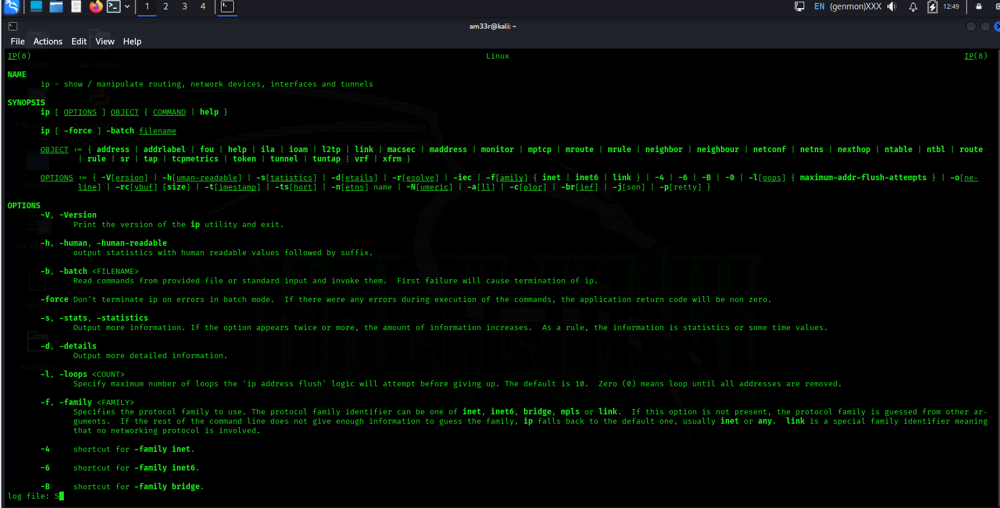 1 2 3 4 EN (genmon)XXX 12:49
am33r@kali: ~
File Actions Edit View Help
IP(8) Linux IP(8)
NAME
ip - show / manipulate routing, network devices, interfaces and tunnels
SYNOPSIS
ip [ OPTIONS ] OBJECT { COMMAND | help }
ip [ -force ] -batch filename
OBJECT := { address | addrlabel | fou | help | ila | ioam | l2tp | link | macsec | maddress | monitor | mptcp | mroute | mrule | neighbor | neighbour | netconf | netns | nexthop | ntable | ntbl | route
| rule | sr | tap | tcpmetrics | token | tunnel | tuntap | vrf | xfrm }
OPTIONS := { -V[ersion] | -h[uman-readable] | -s[tatistics] | -d[etails] | -r[esolve] | -iec | -f[amily] { inet | inet6 | link } | -4 | -6 | -B | -0 | -l[oops] { maximum-addr-flush-attempts } | -o[ne-
line] | -rc[vbuf] [size] | -t[imestamp] | -ts[hort] | -n[etns] name | -N[umeric] | -a[ll] | -c[olor] | -br[ief] | -j[son] | -p[retty] }
OPTIONS
-V, -Version
Print the version of the ip utility and exit.
-h, -human, -human-readable
output statistics with human readable values followed by suffix.
-b, -batch <FILENAME>
Read commands from provided file or standard input and invoke them.  First failure will cause termination of ip.
-force Don't terminate ip on errors in batch mode.  If there were any errors during execution of the commands, the application return code will be non zero.
-s, -stats, -statistics
Output more information. If the option appears twice or more, the amount of information increases.  As a rule, the information is statistics or some time values.
-d, -details
Output more detailed information.
-l, -loops <COUNT>
Specify maximum number of loops the 'ip address flush' logic will attempt before giving up. The default is 10.  Zero (0) means loop until all addresses are removed.
-f, -family <FAMILY>
Specifies the protocol family to use. The protocol family identifier can be one of inet, inet6, bridge, mpls or link.  If this option is not present, the protocol family is guessed from other ar-
guments.  If the rest of the command line does not give enough information to guess the family, ip falls back to the default one, usually inet or any.  link is a special family identifier meaning
that no networking protocol is involved.
-4 shortcut for -family inet.
-6 shortcut for -family inet6.
-B shortcut for -family bridge.
log file: S
Trash kali_folder
File System
Home
wordlists